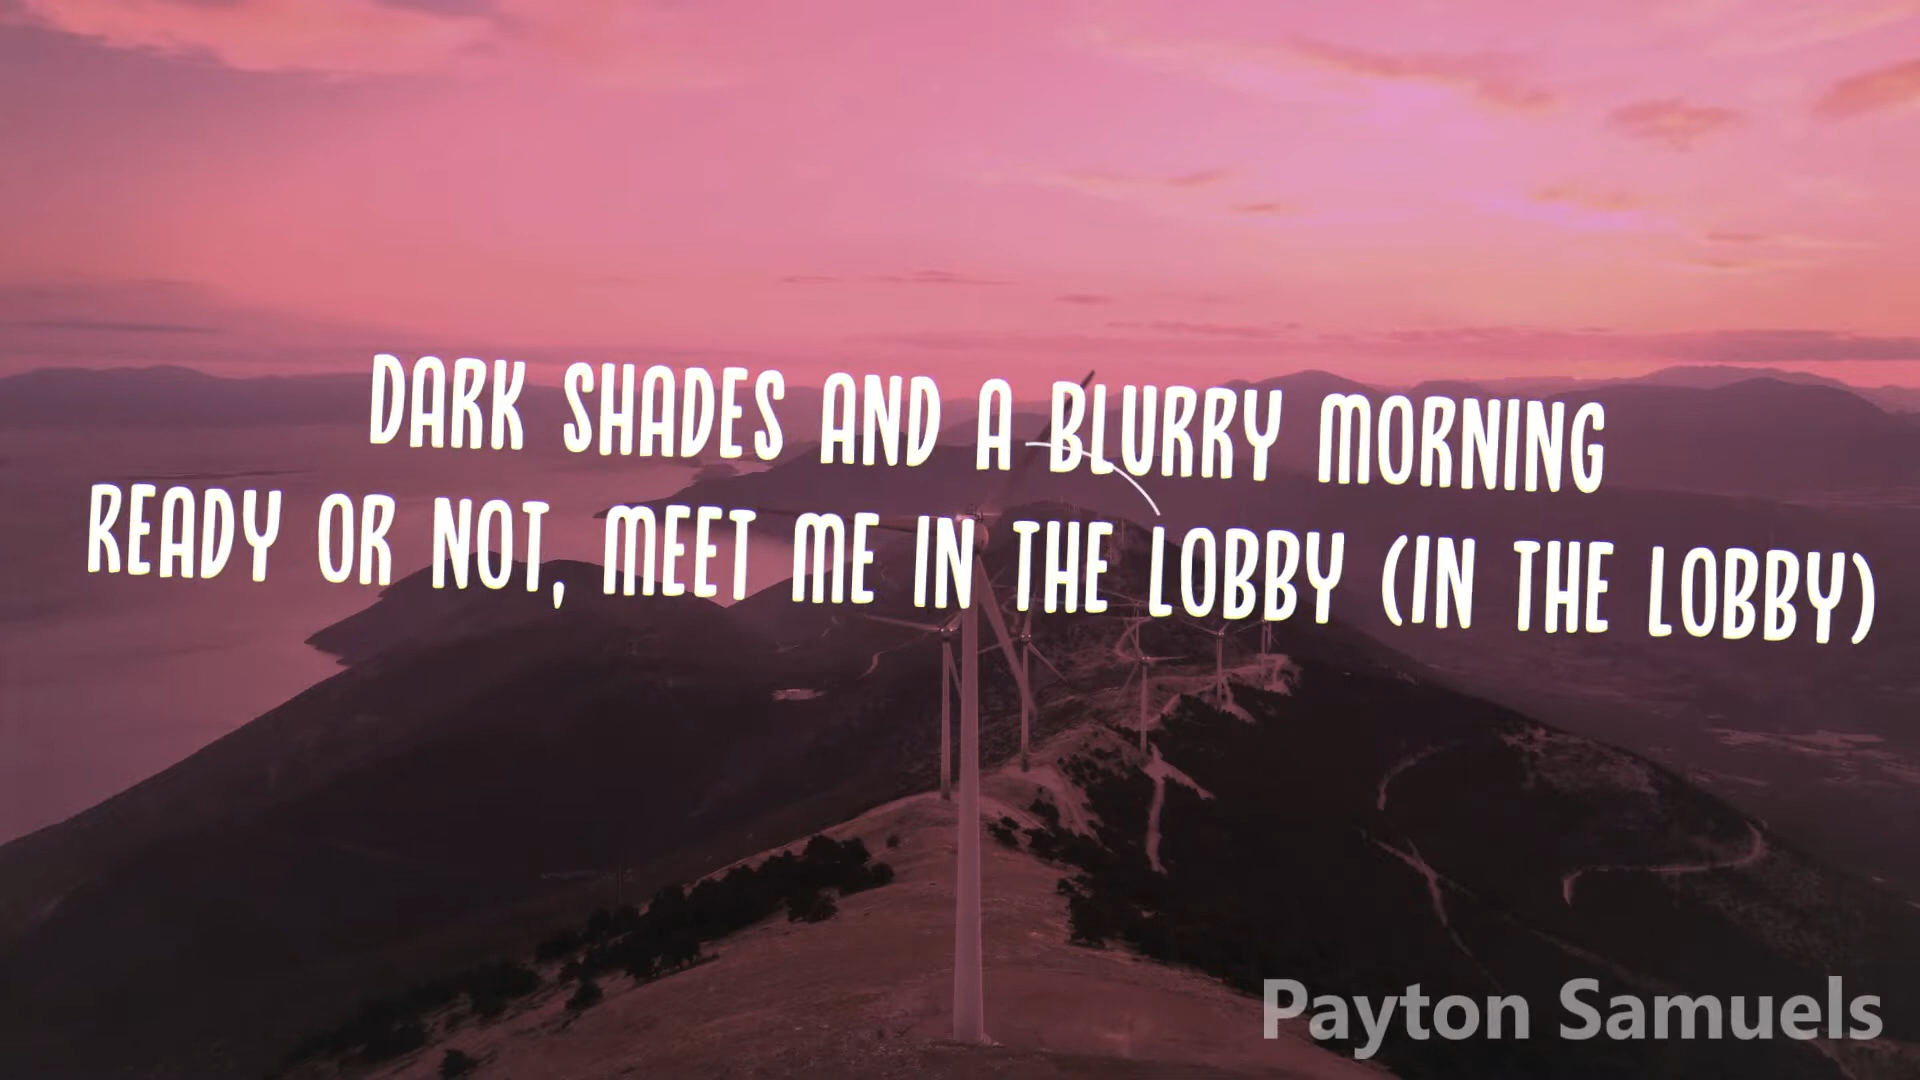 DARK SHADES AND A BLURRY MORNING
READY OR NOT, MEET ME IN THE LOBBY (IN THE LOBBY)
Payton Samuels